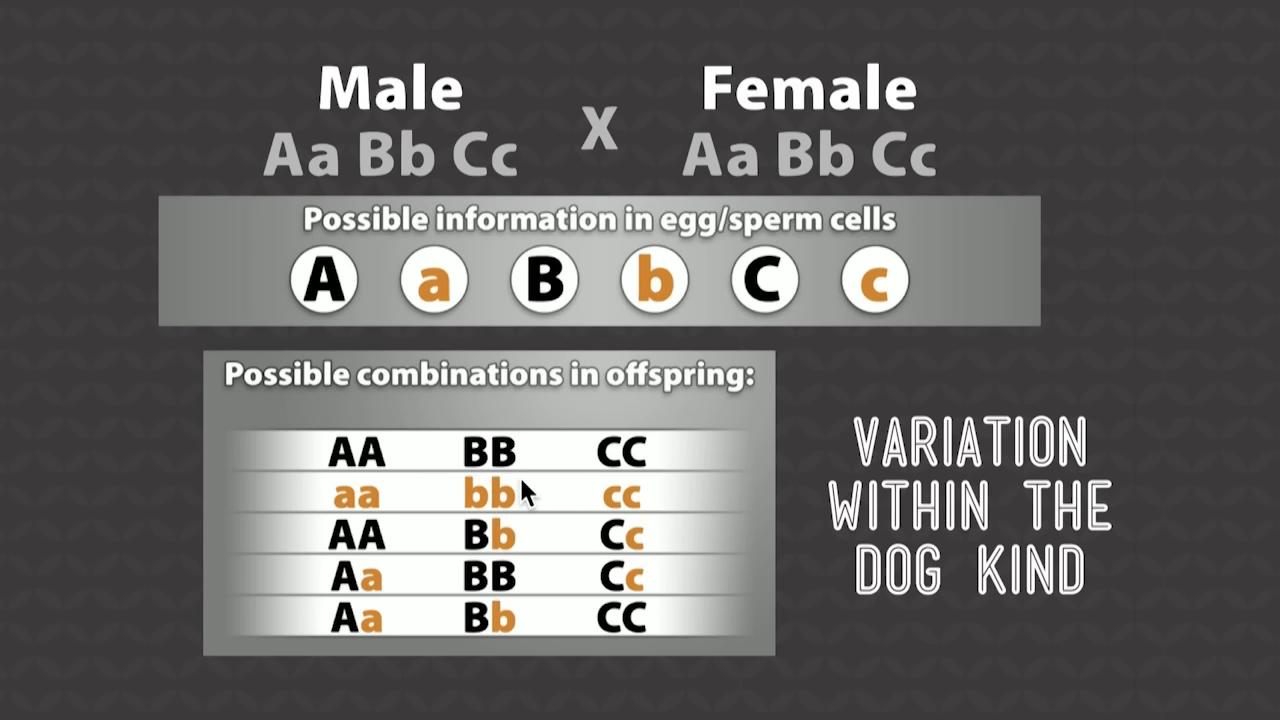 Male X Female
Aa Bb Cc Aa Bb Cc
Possible information in egg/sperm cells
A a B b C c
Possible combinations in offspring:
AA BB CC
aa bb cc
AA Bb Cc
Aa BB Cc
Aa Bb CC
VARIATION
WITHIN THE
DOG KIND